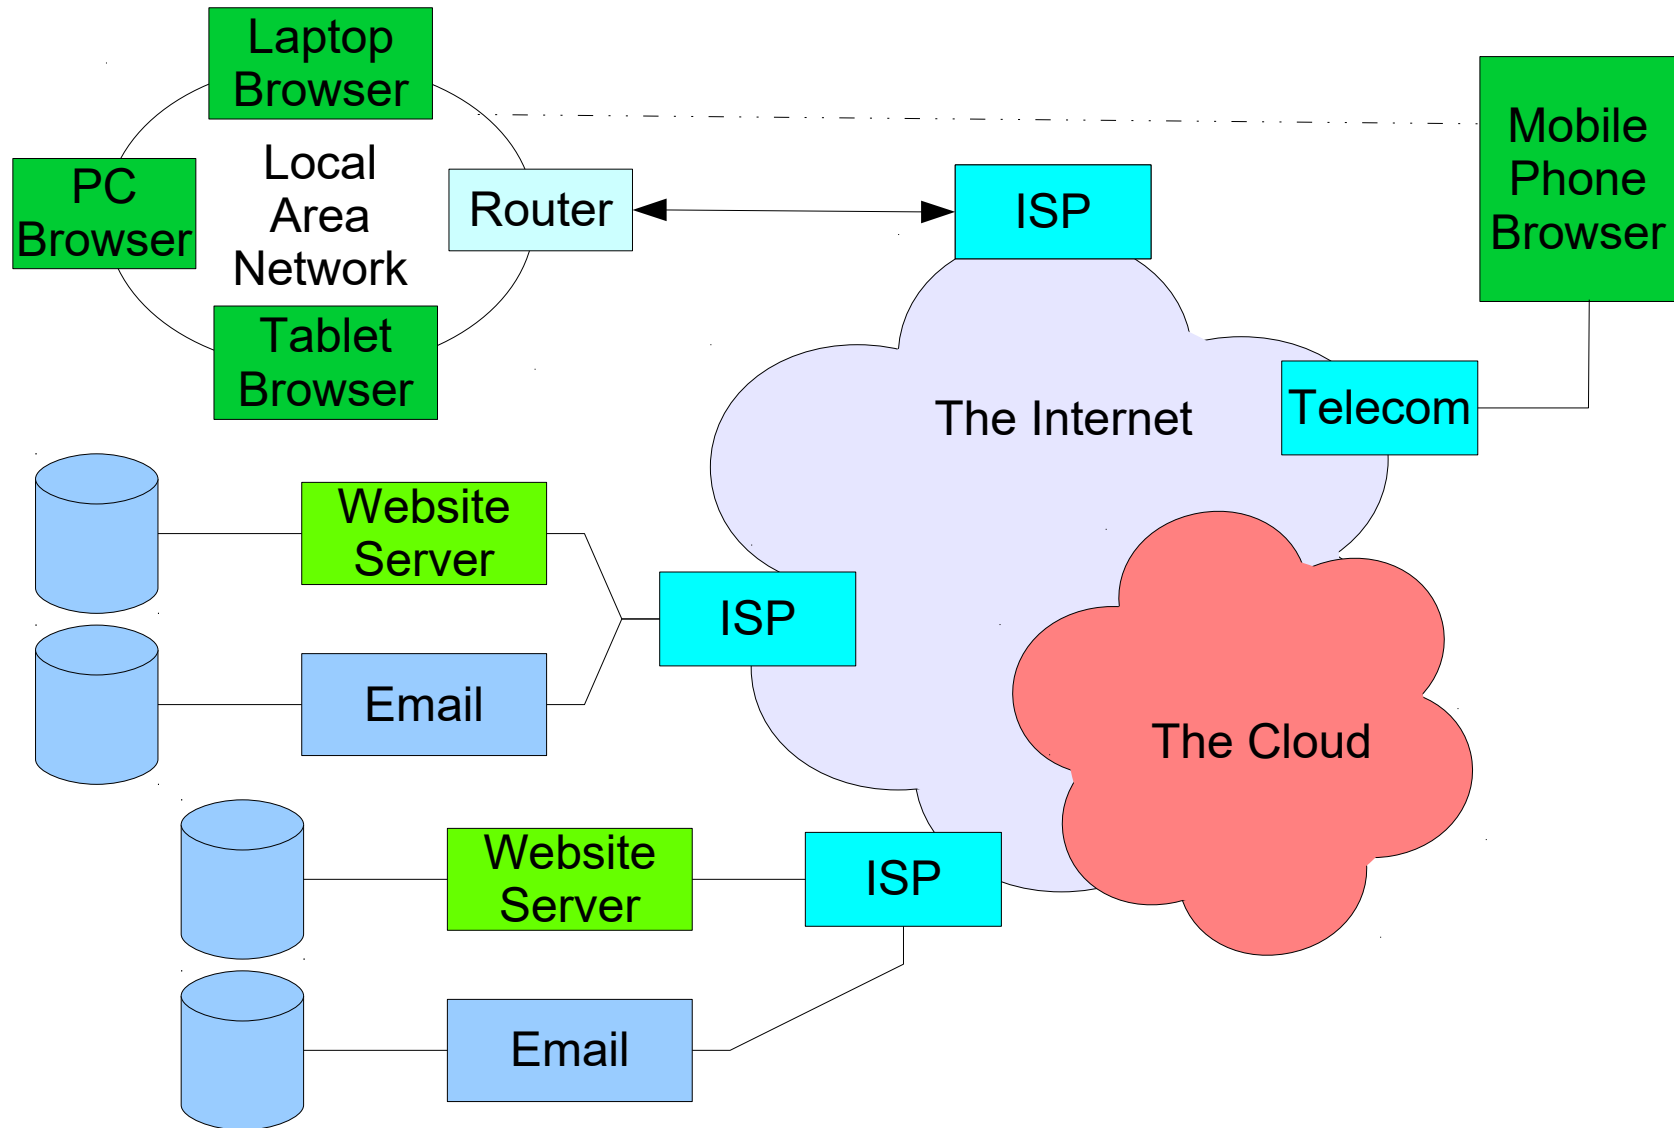 Laptop
Browser
Mobile
Phone
Browser
Local
Area
Network
PC
Browser
Router
ISP
Tablet
Browser
The Internet
Telecom
Website
Server
ISP
Email
The Cloud
Website
Server
ISP
Email